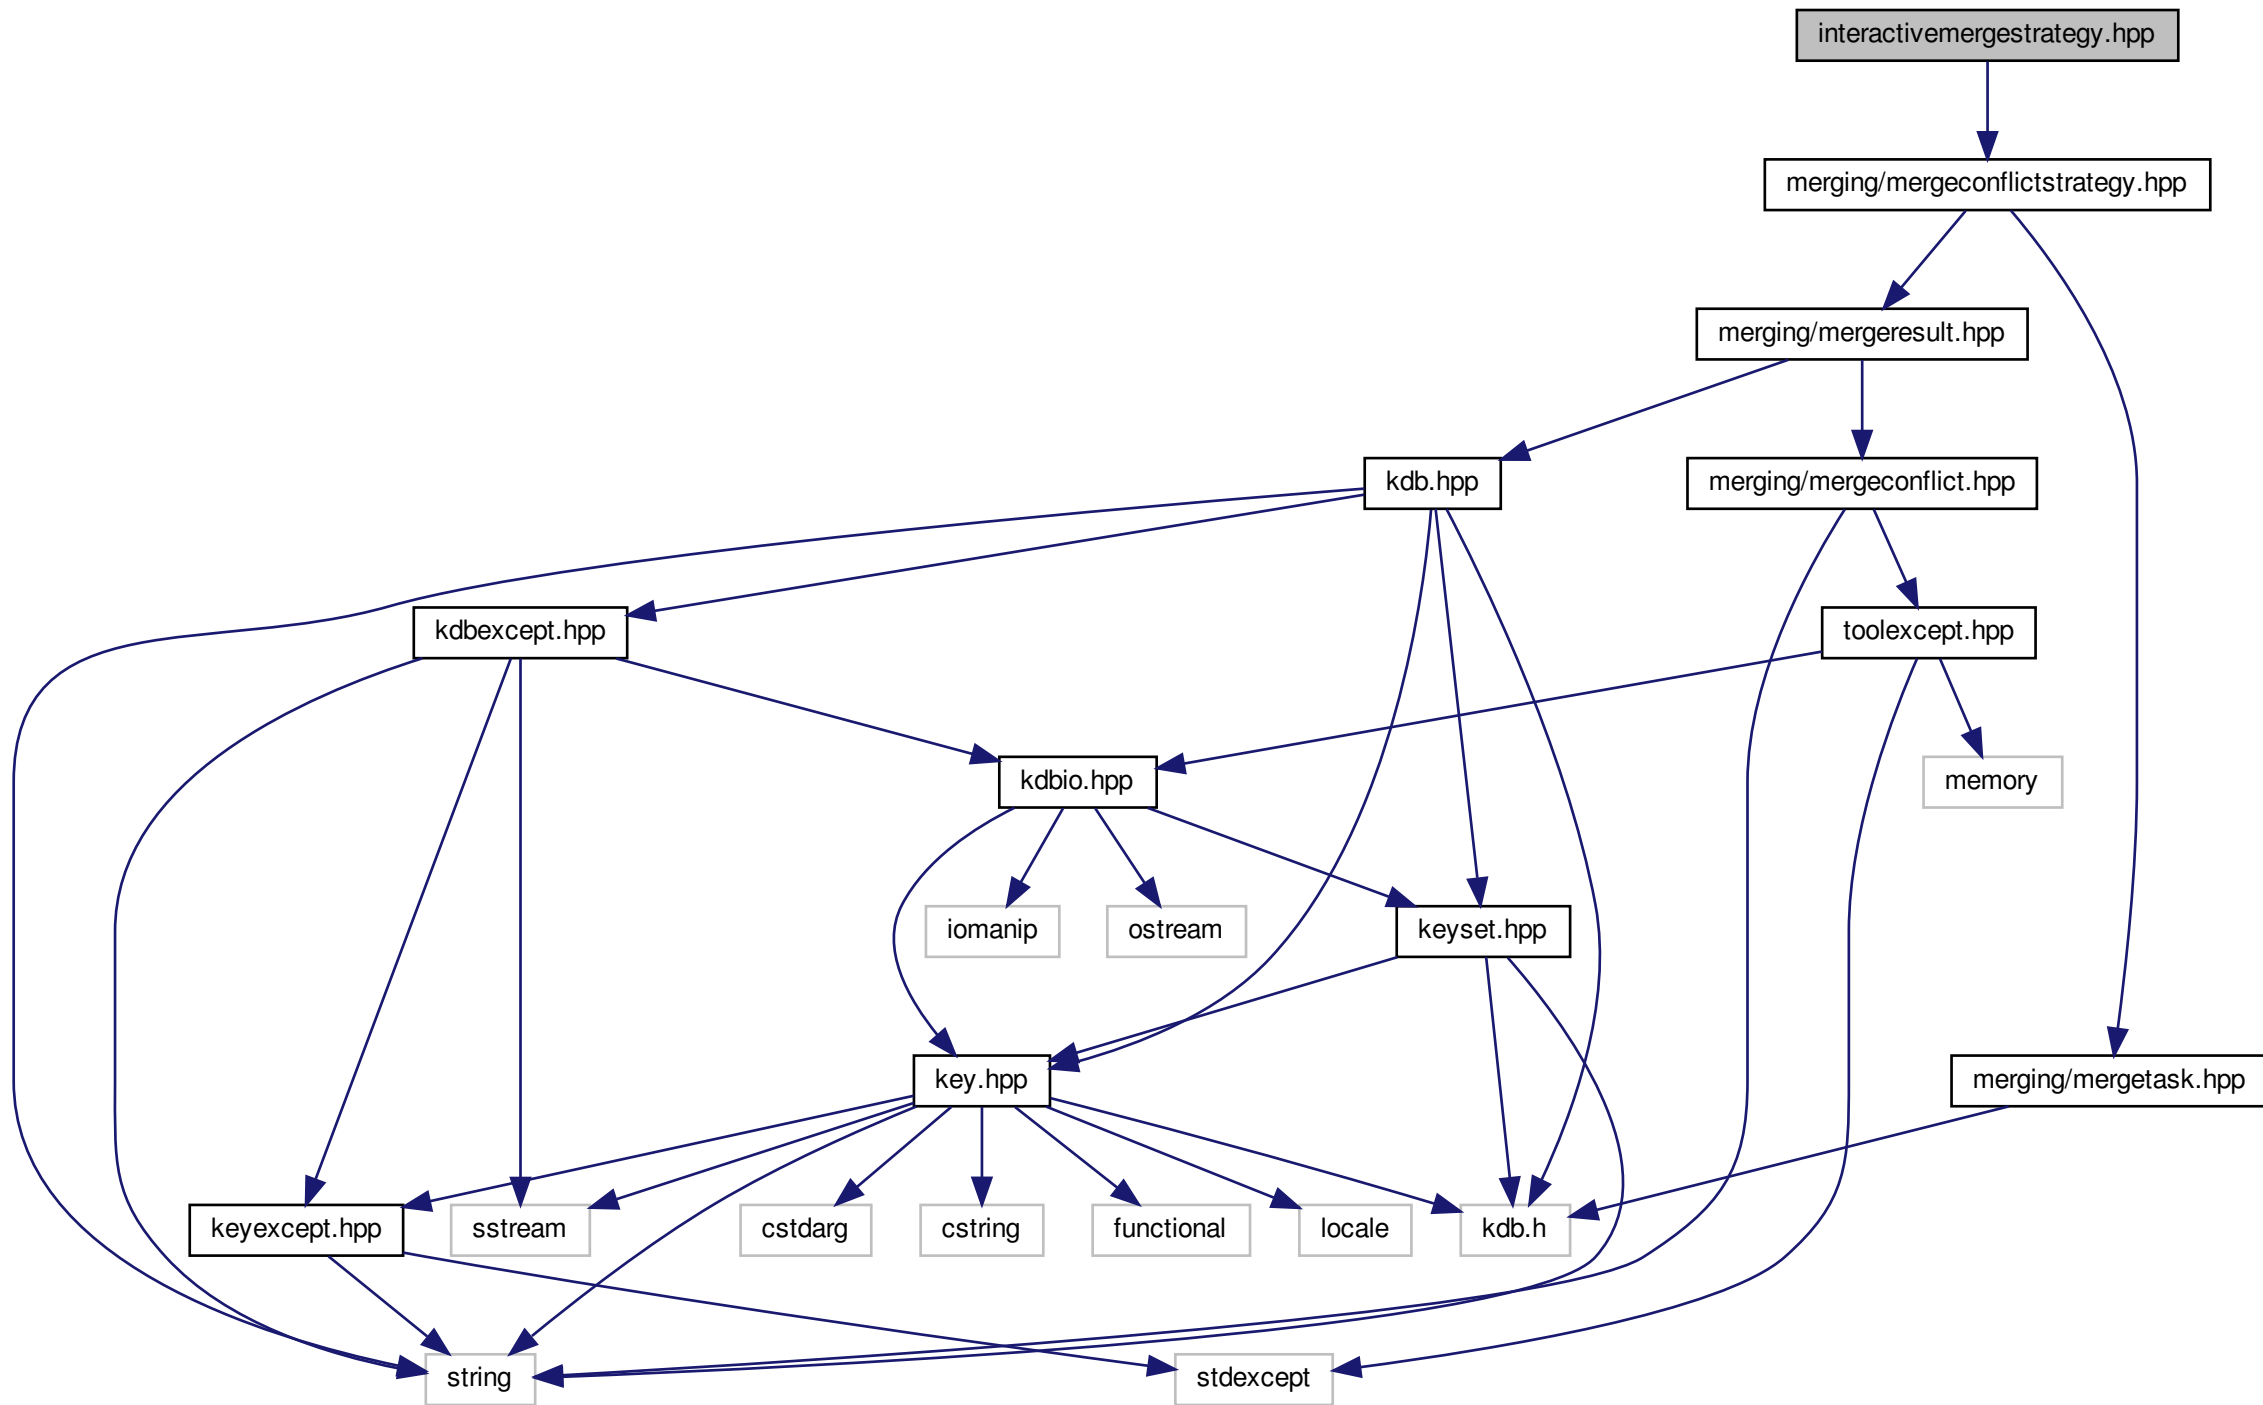 interactivemergestrategy.hpp
merging/mergeconflictstrategy.hpp
merging/mergeresult.hpp
kdb.hpp
merging/mergeconflict.hpp
kdbexcept.hpp
toolexcept.hpp
kdbio.hpp
memory
iomanip
ostream
keyset.hpp
key.hpp
merging/mergetask.hpp
keyexcept.hpp
sstream
cstdarg
cstring
functional
locale
kdb.h
string
stdexcept